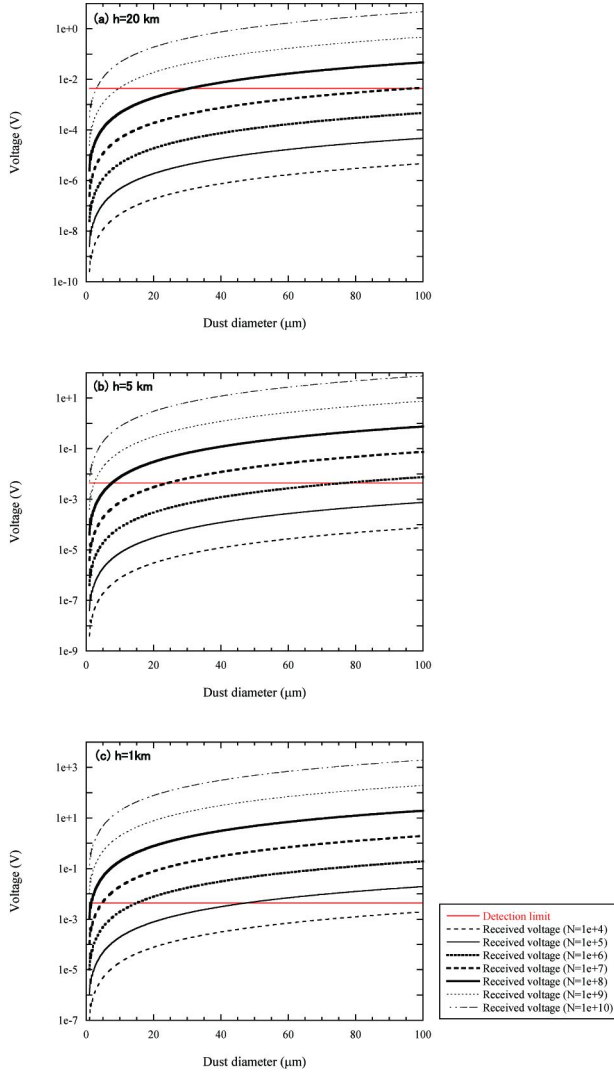 (a) h=20 km
1e+0
1e-2
1e-4
1e-6
1e-8
1e-10
Voltage (V)
0 20 40 60 80 100
Dust diameter (μm)
(b) h=5 km
1e+1
1e-1
1e-3
1e-5
1e-7
1e-9
Voltage (V)
0 20 40 60 80 100
Dust diameter (μm)
(c) h=1km
1e+3
1e+1
1e-1
1e-3
1e-5
1e-7
Voltage (V)
0 20 40 60 80 100
Dust diameter (μm)
Detection limit
Received voltage (N=1e+4)
Received voltage (N=1e+5)
Received voltage (N=1e+6)
Received voltage (N=1e+7)
Received voltage (N=1e+8)
Received voltage (N=1e+9)
Received voltage (N=1e+10)